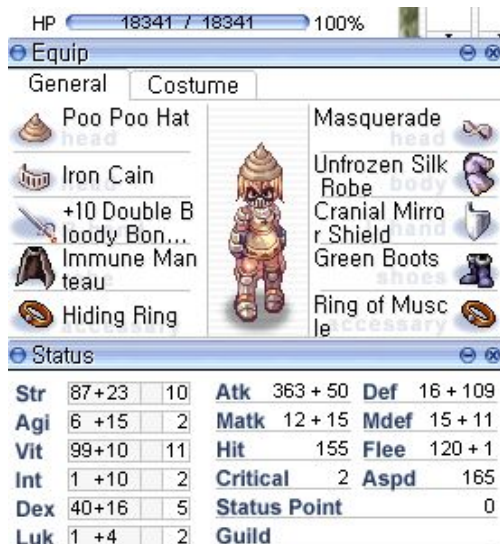 HP 18341 / 18341 100%
Equip
General Costume
Poo Poo Hat
head
Masquerade
head
Iron Cain
Unfrozen Silk
Robe
body
+10 Double B
loody Bon...
Cranial Mirro
r Shield
hand
Immune Man
teau
Green Boots
shoes
Hiding Ring
accessary
Ring of Musc
le
accessary
Status
Str 87+23 10 Atk 363 + 50 Def 16 + 109
Agi 6 +15 2 Matk 12 + 15 Mdef 15 + 11
Vit 99+10 11 Hit 155 Flee 120 + 1
Int 1 +10 2 Critical 2 Aspd 165
Dex 40+16 5 Status Point 0
Luk 1 +4 2 Guild